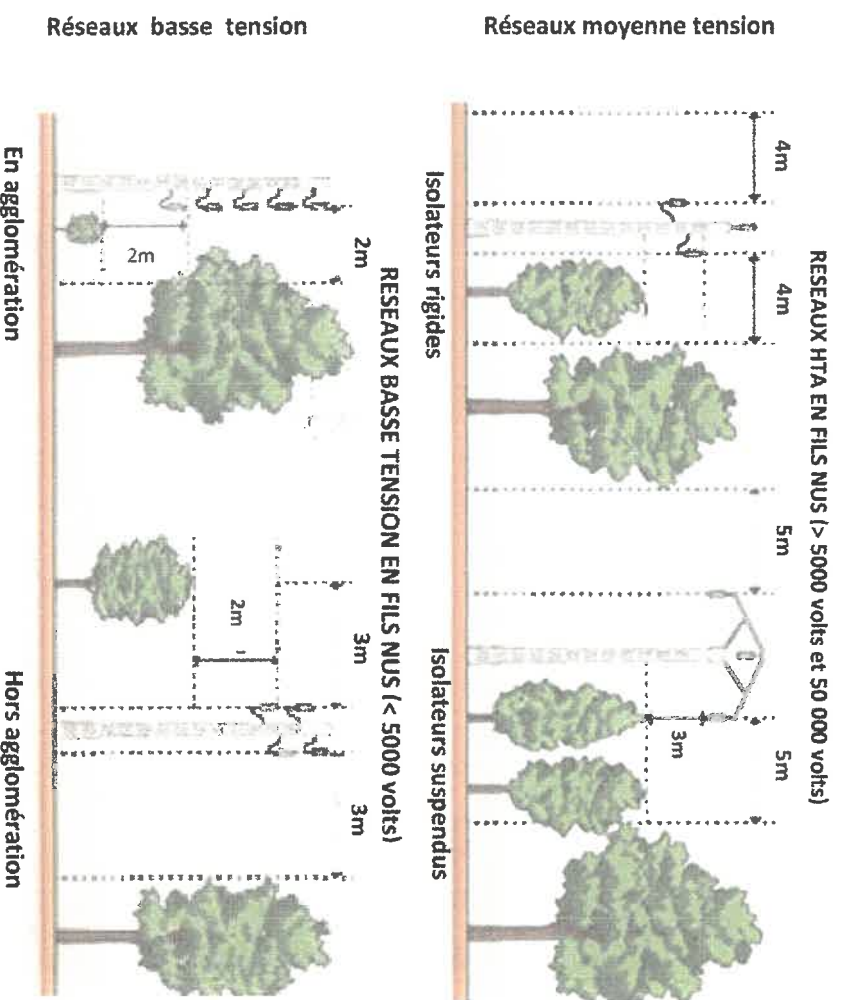 Réseaux basse tension
Réseaux moyenne tension
RESEAUX HTA EN FILS NUS (> 5000 volts et 50 000 volts)
4m
4m
5m
5m
3m
Isolateurs rigides
Isolateurs suspendus
RESEAUX BASSE TENSION EN FILS NUS (< 5000 volts)
2m
3m
3m
2m
2m
En agglomération
Hors agglomération